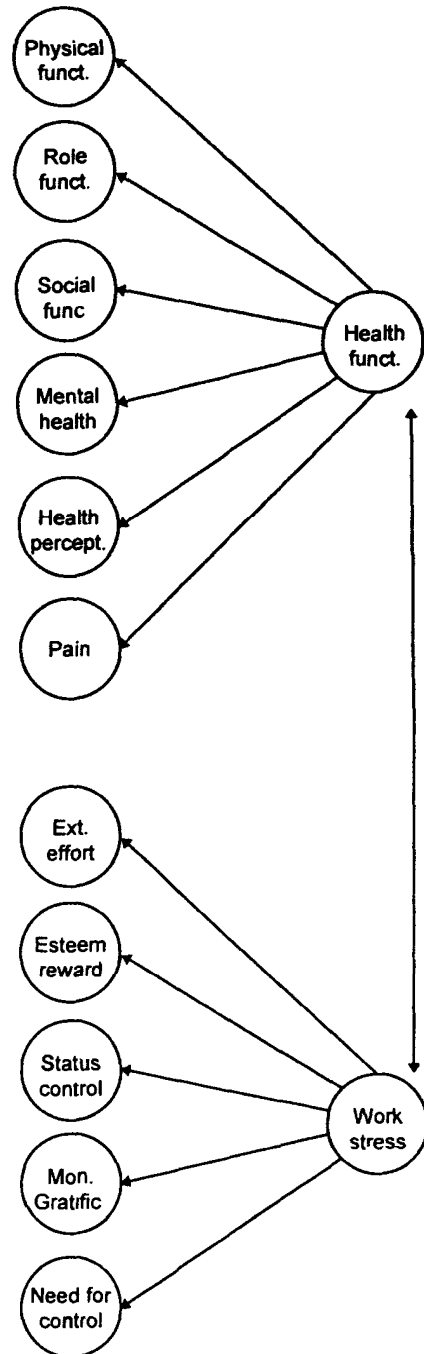 Physical
funct.
Role
funct.
Social
func
Health
funct.
Mental
health
Health
percept.
Pain
Ext.
effort
Esteem
reward
Status
control
Work
stress
Mon.
Gratific
Need for
control